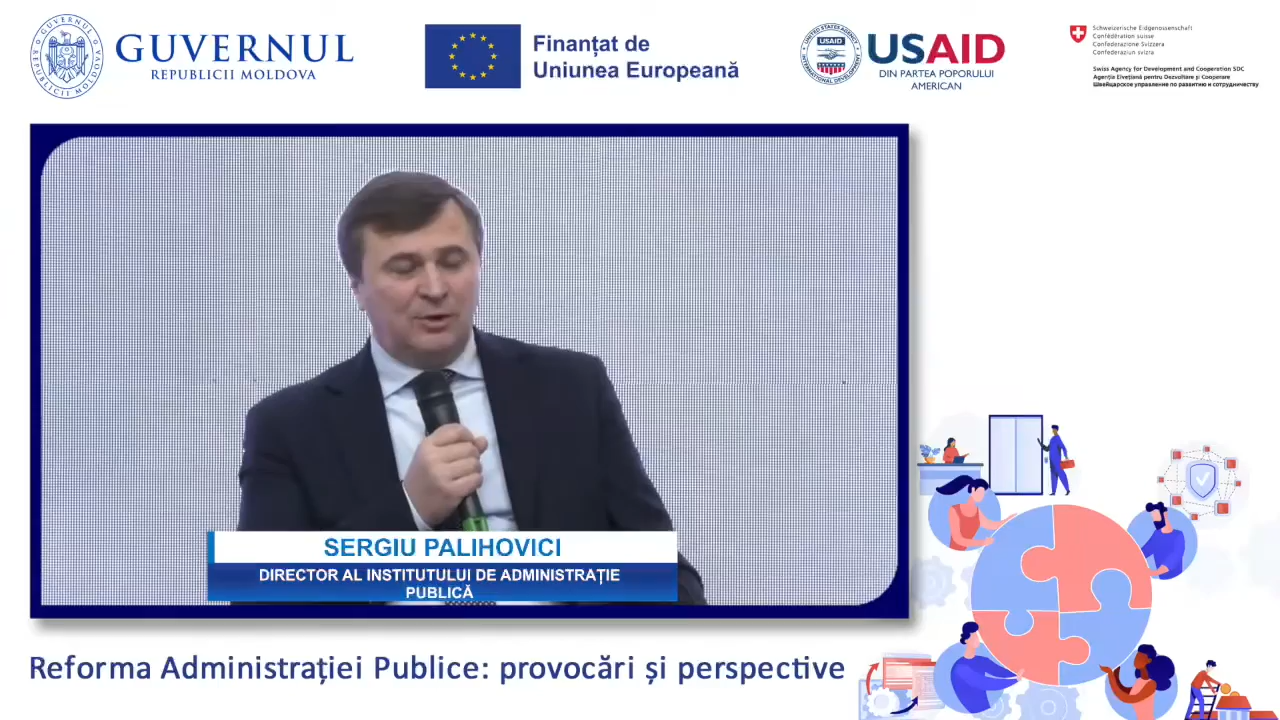 GUVERNUL
REPUBLICII MOLDOVA
Finanțat de
Uniunea Europeană
USAID
USAID
DIN PARTEA POPORULUI
AMERICAN
Schweizerische Eidgenossenschaft
Confédération suisse
Confederazione Svizzera
Confederaziun svizra
Swiss Agency for Development and Cooperation SDC
Agenția Elvețiană pentru Dezvoltare și Cooperare
Швейцарское управление по развитию и сотрудничеству
SERGIU PALIHOVICI
DIRECTOR AL INSTITUTULUI DE ADMINISTRAȚIE
PUBLICĂ
Reforma Administrației Publice: provocări și perspective